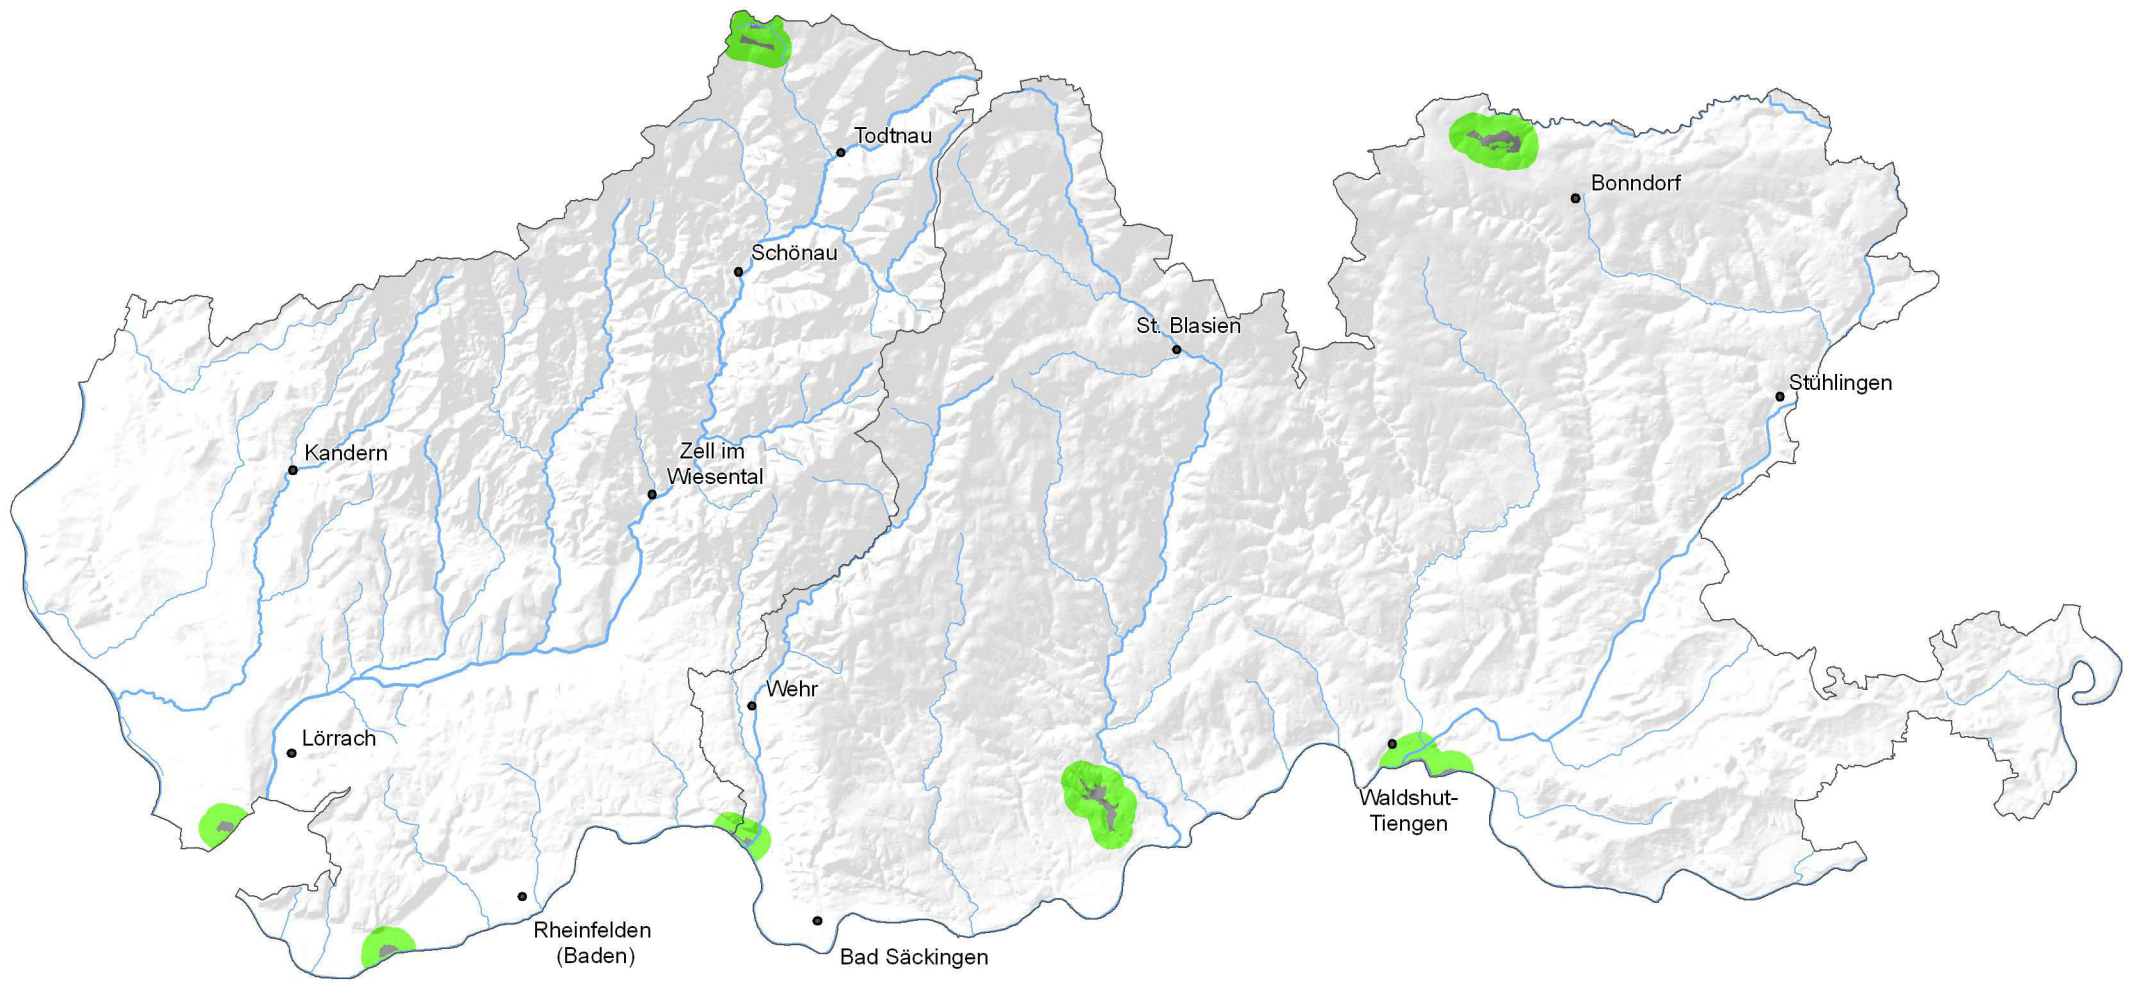 Todtnau
Bonndorf
Schönau
St. Blasien
Stühlingen
Kandern
Zell im
Wiesental
Wehr
Lörrach
Waldshut-
Tiengen
Rheinfelden
(Baden)
Bad Säckingen